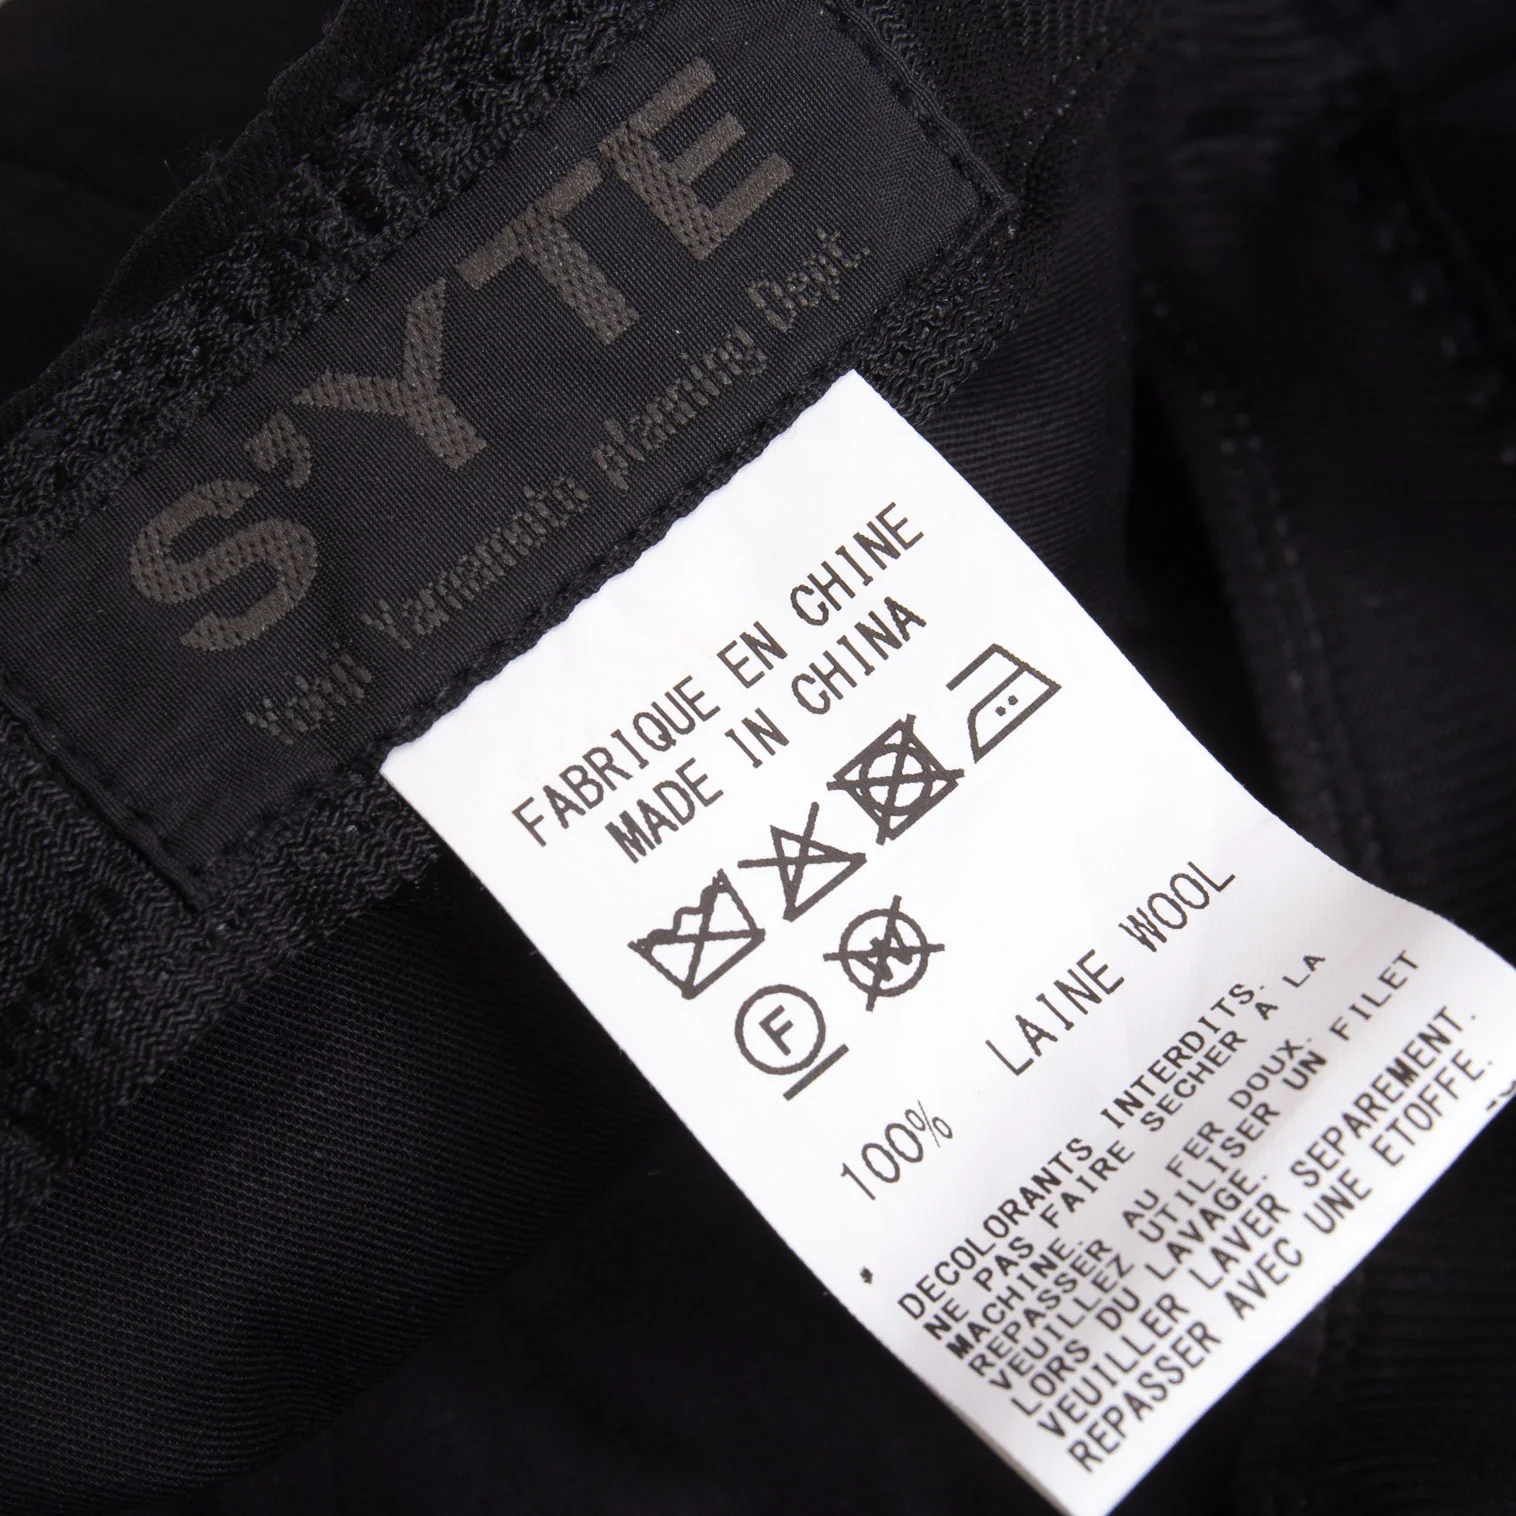 S'YTE
Yohji Yamamoto planning Dept.
FABRIQUE EN CHINE
MADE IN CHINA
W
F
100% LAINE WOOL
DECOLORANTS INTERDITS.
NE PAS FAIRE SECHER A LA
MACHINE.
REPASSER AU FER DOUX.
VEUILLEZ UTILISER UN FILET
LORS DU LAVAGE.
VEUILLER LAVER SEPAREMENT.
REPASSER AVEC UNE ETOFFE.